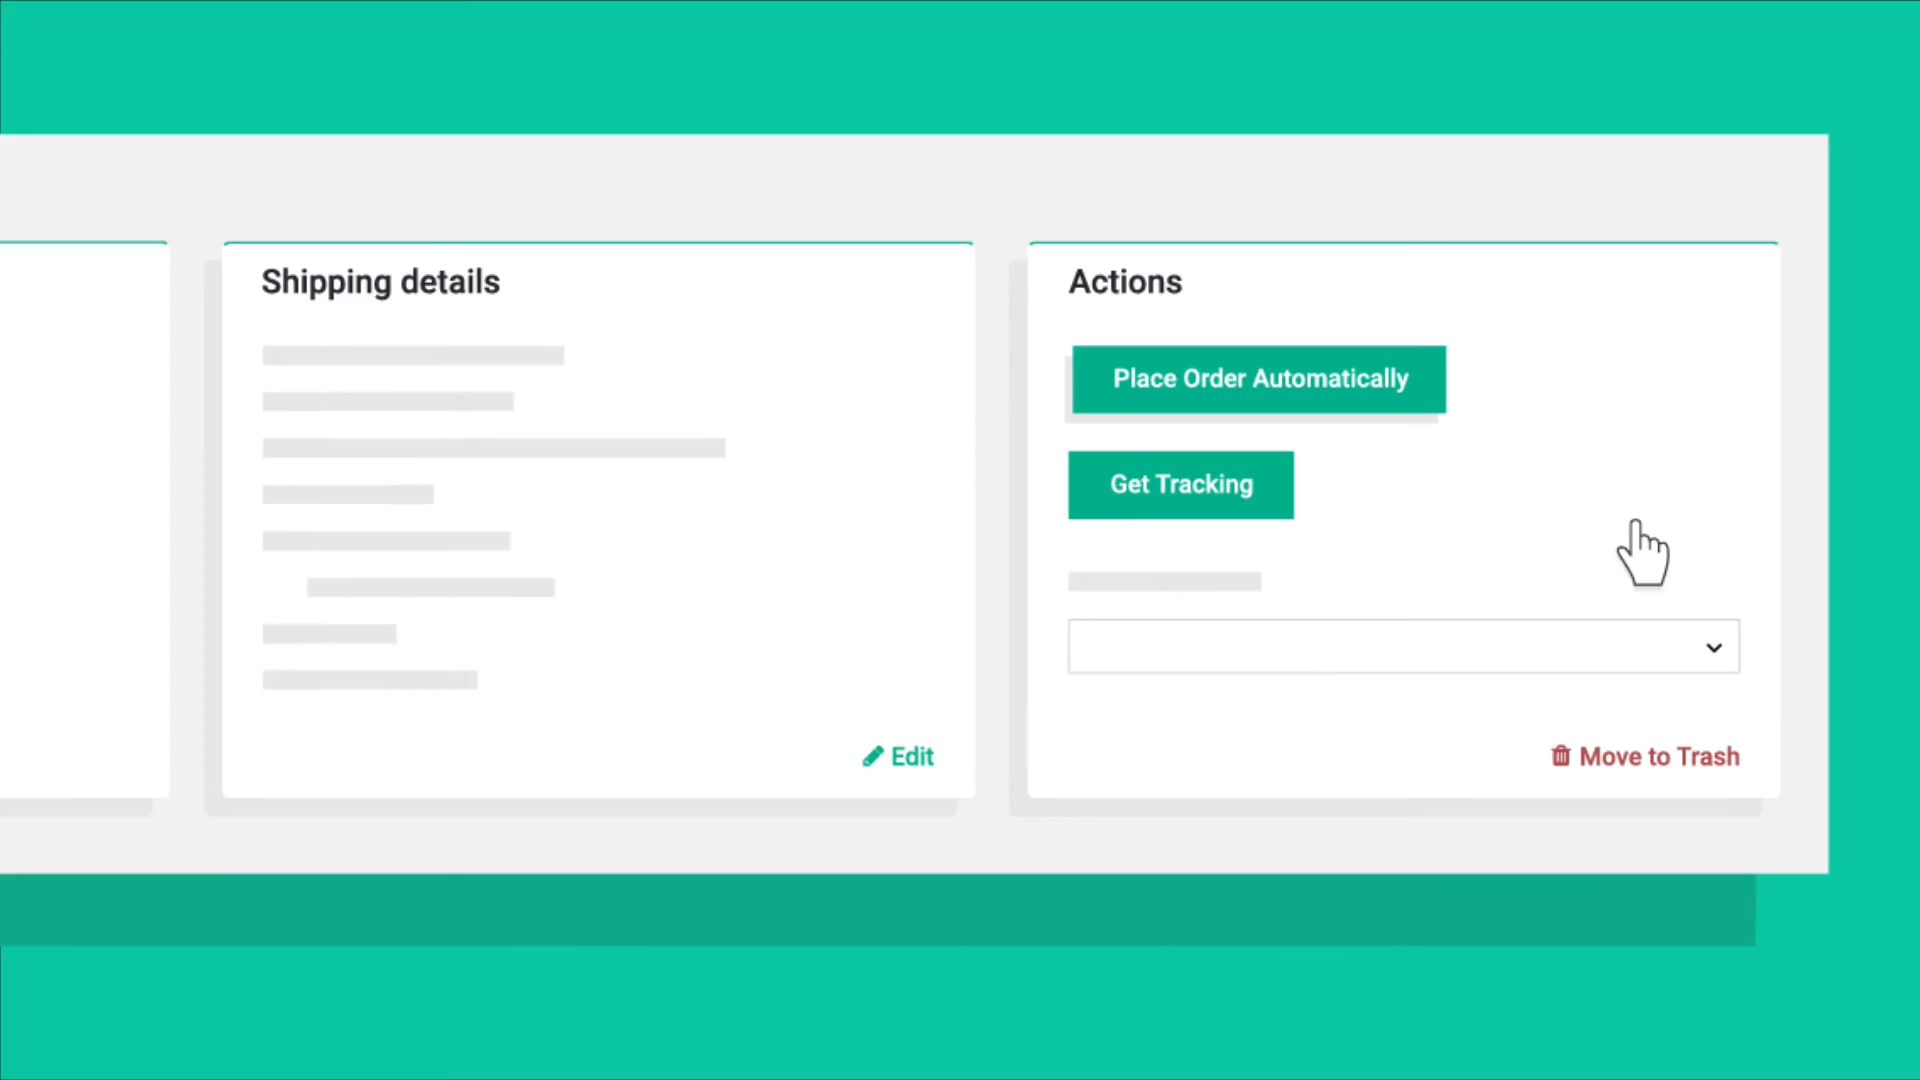 Shipping details
Edit
Actions
Place Order Automatically
Get Tracking
Move to Trash